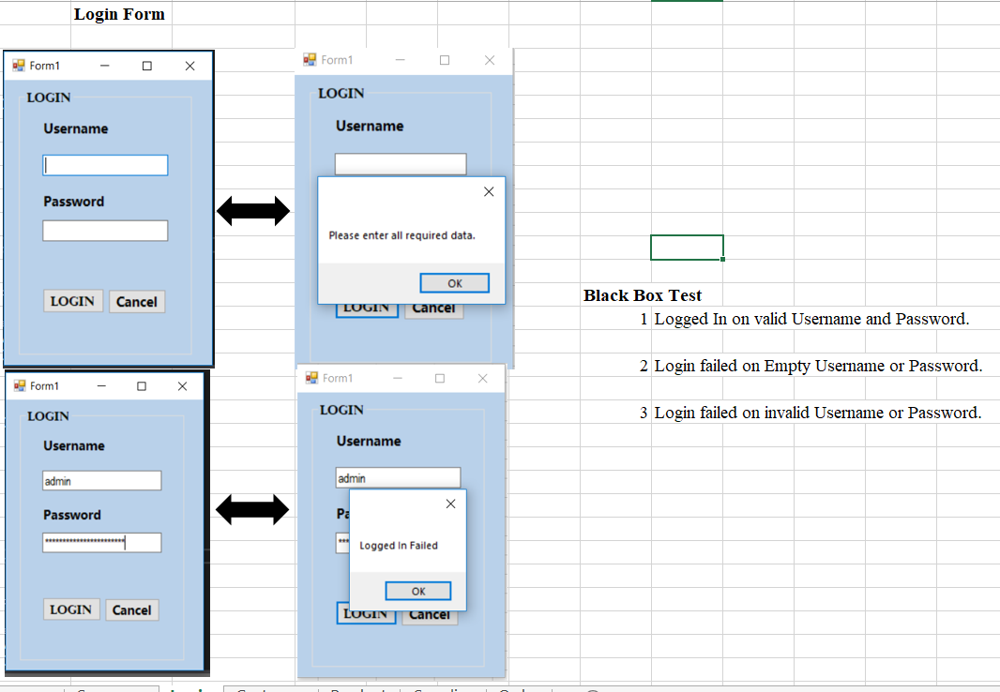 Login Form
Form1
LOGIN
Username
Password
LOGIN Cancel
Form1
LOGIN
Username
Please enter all required data.
OK
LOGIN Cancel
Form1
LOGIN
Username
admin
Password
************************
LOGIN Cancel
Form1
LOGIN
Username
admin
Logged In Failed
OK
LOGIN Cancel
Black Box Test
1 Logged In on valid Username and Password.
2 Login failed on Empty Username or Password.
3 Login failed on invalid Username or Password.